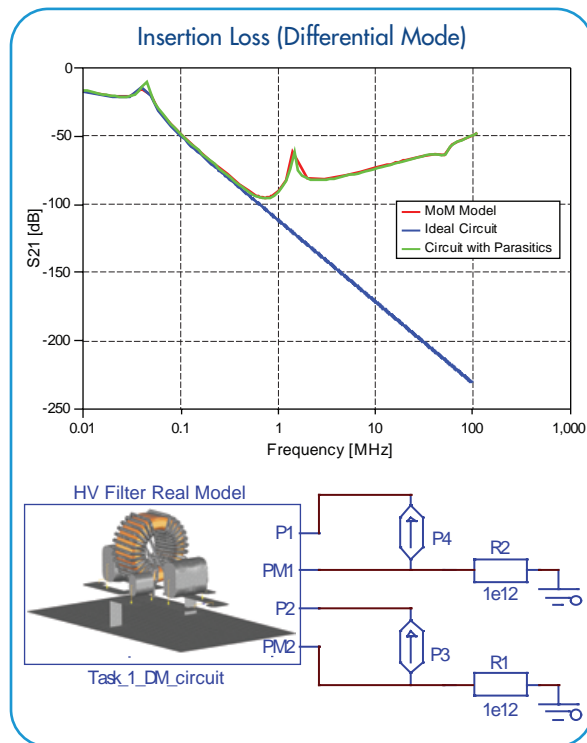 Insertion Loss (Differential Mode)
0
-50
-100
-150
-200
-250
S21 [dB]
MoM Model
Ideal Circuit
Circuit with Parasitics
0.01 0.1 1 10 100 1,000
Frequency [MHz]
HV Filter Real Model
P1
PM1
P2
PM2
P4
R2
1e12
P3
R1
1e12
Task_1_DM_circuit